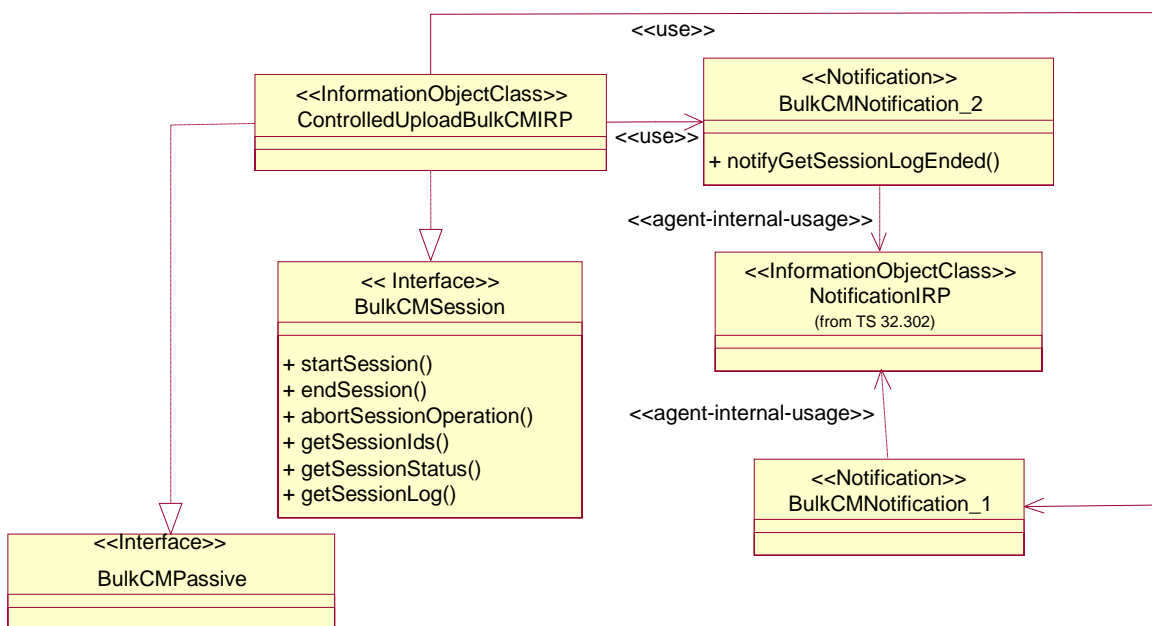 <<use>>
<<InformationObjectClass>>
ControlledUploadBulkCMIRP
<<use>>
<<Notification>>
BulkCMNotification_2
+ notifyGetSessionLogEnded()
<<agent-internal-usage>>
<< Interface>>
BulkCMSession
+ startSession()
+ endSession()
+ abortSessionOperation()
+ getSessionIds()
+ getSessionStatus()
+ getSessionLog()
<<InformationObjectClass>>
NotificationIRP
(from TS 32.302)
<<agent-internal-usage>>
<<Notification>>
BulkCMNotification_1
<<Interface>>
BulkCMPassive